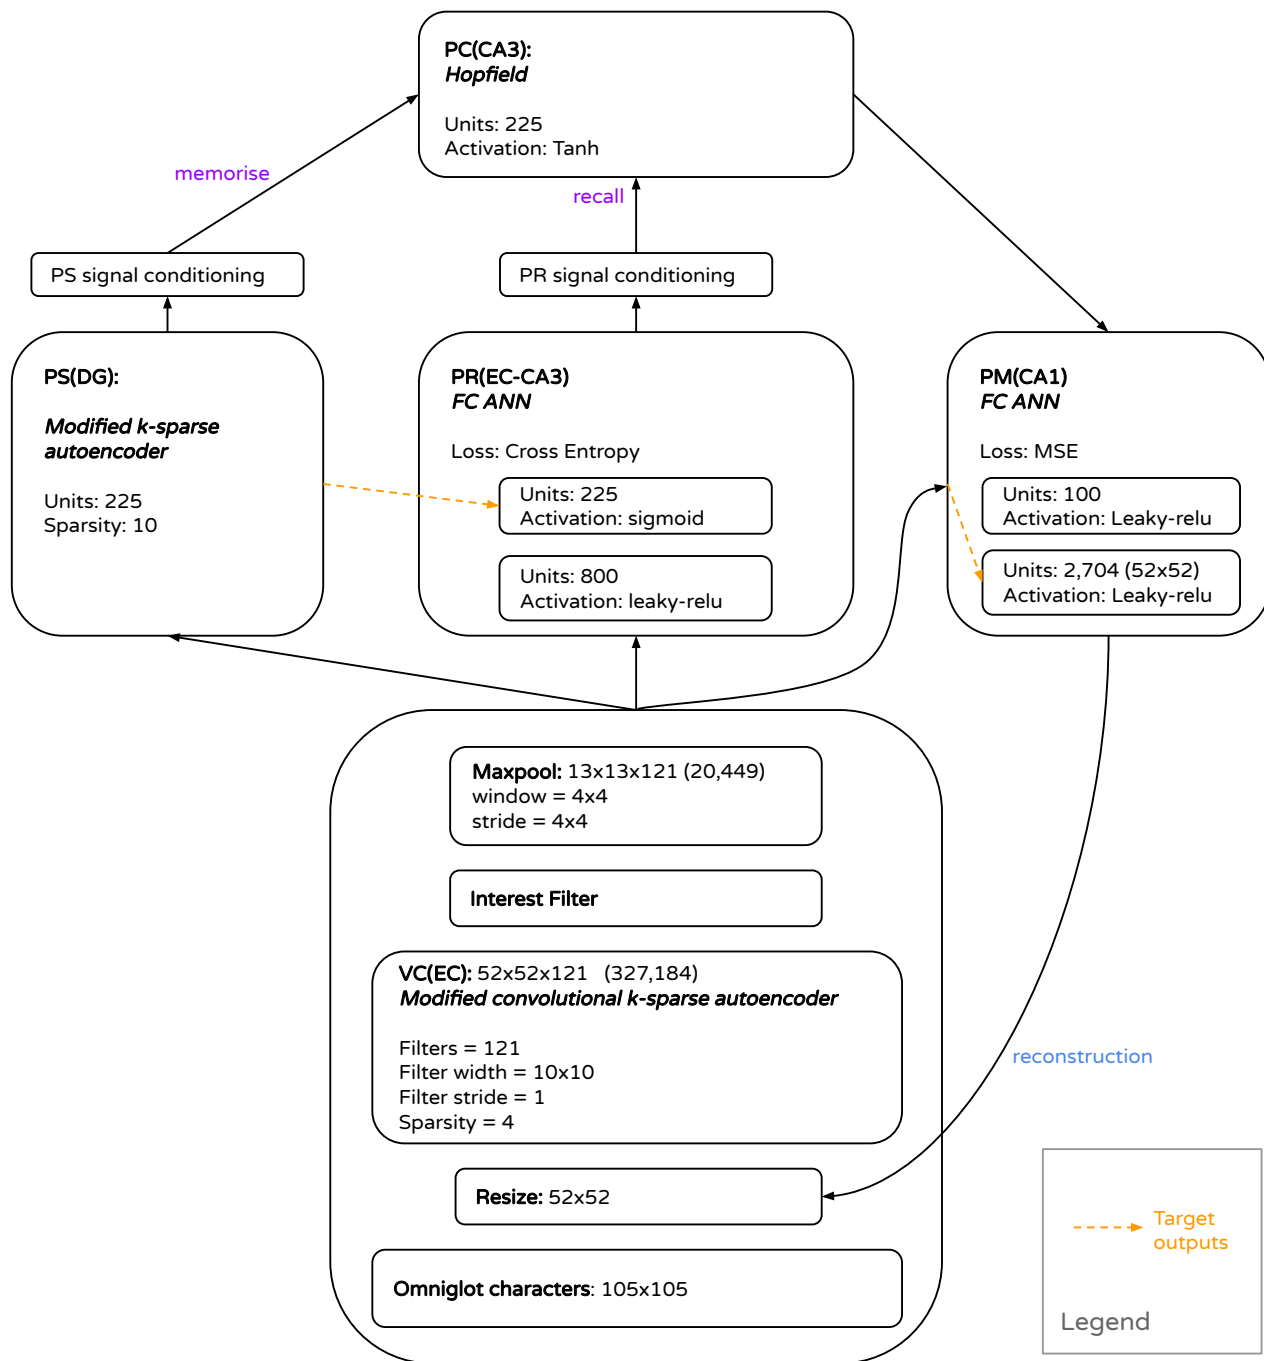 PC(CA3):
Hopfield
Units: 225
Activation: Tanh
memorise
recall
PS signal conditioning
PR signal conditioning
PS(DG):
Modified k-sparse
autoencoder
Units: 225
Sparsity: 10
PR(EC-CA3)
FC ANN
Loss: Cross Entropy
Units: 225
Activation: sigmoid
Units: 800
Activation: leaky-relu
PM(CA1)
FC ANN
Loss: MSE
Units: 100
Activation: Leaky-relu
Units: 2,704 (52x52)
Activation: Leaky-relu
Maxpool: 13x13x121 (20,449)
window = 4x4
stride = 4x4
Interest Filter
VC(EC): 52x52x121 (327,184)
Modified convolutional k-sparse autoencoder
Filters = 121
Filter width = 10x10
Filter stride = 1
Sparsity = 4
reconstruction
Resize: 52x52
Omniglot characters: 105x105
Target
outputs
Legend